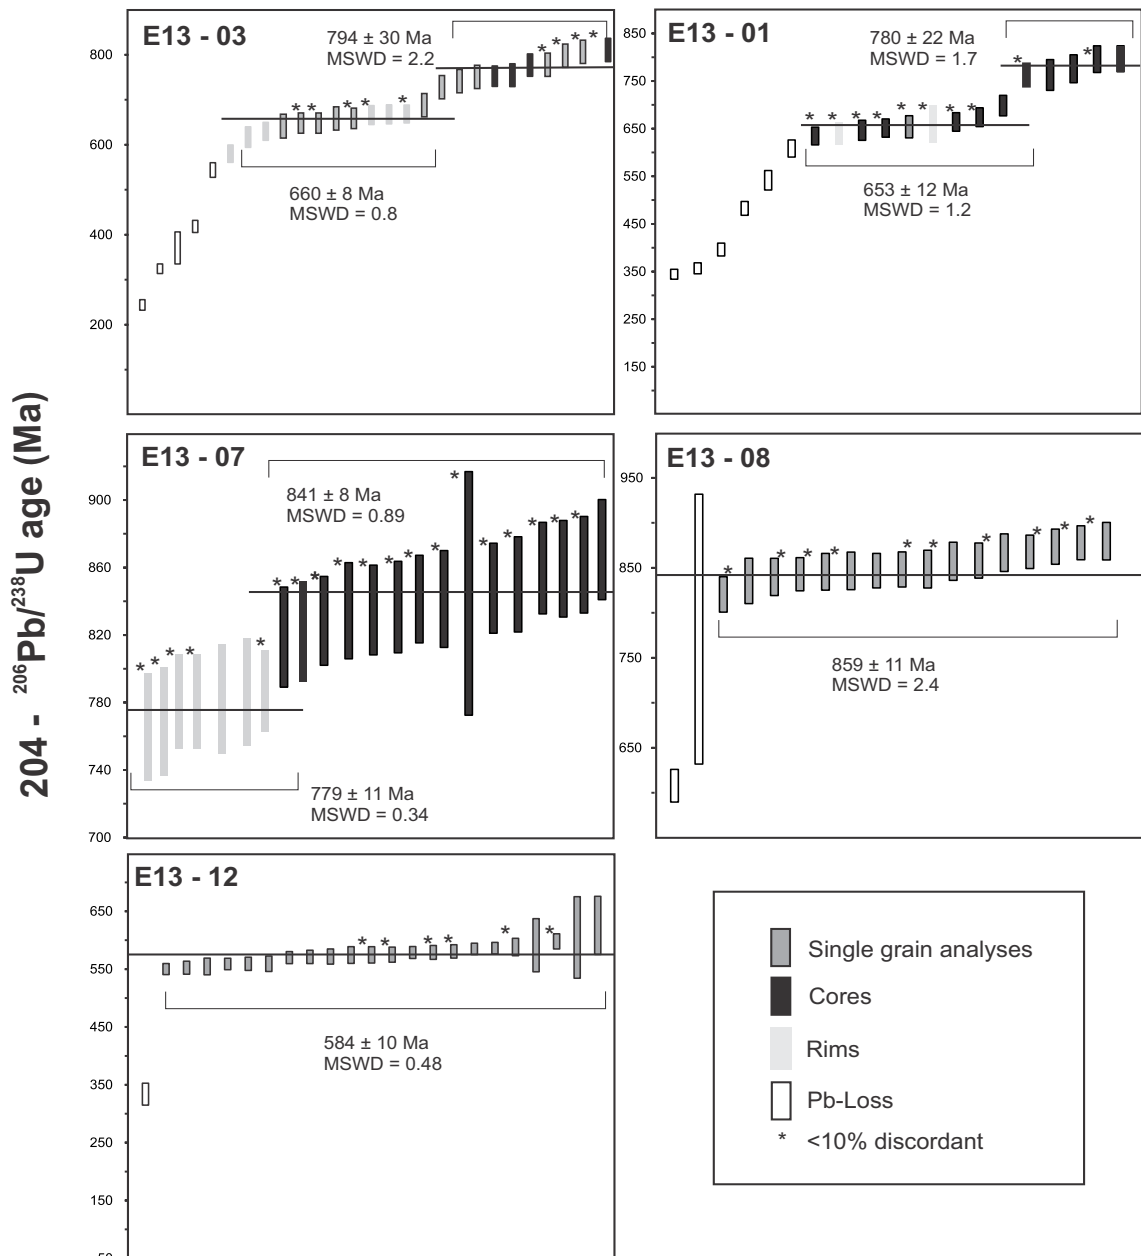 204 - ²⁰⁶Pb/²³⁸U age (Ma)
E13 - 03
794 ± 30 Ma
MSWD = 2.2
* * * * * * * * *
660 ± 8 Ma
MSWD = 0.8
800
600
400
200
E13 - 01
780 ± 22 Ma
MSWD = 1.7
* * * * * * * * * *
653 ± 12 Ma
MSWD = 1.2
850
750
650
550
450
350
250
150
E13 - 07
841 ± 8 Ma
MSWD = 0.89
779 ± 11 Ma
MSWD = 0.34
900
860
820
780
740
700
E13 - 08
859 ± 11 Ma
MSWD = 2.4
950
850
750
650
E13 - 12
584 ± 10 Ma
MSWD = 0.48
650
550
450
350
250
150
Single grain analyses
Cores
Rims
Pb-Loss
* <10% discordant